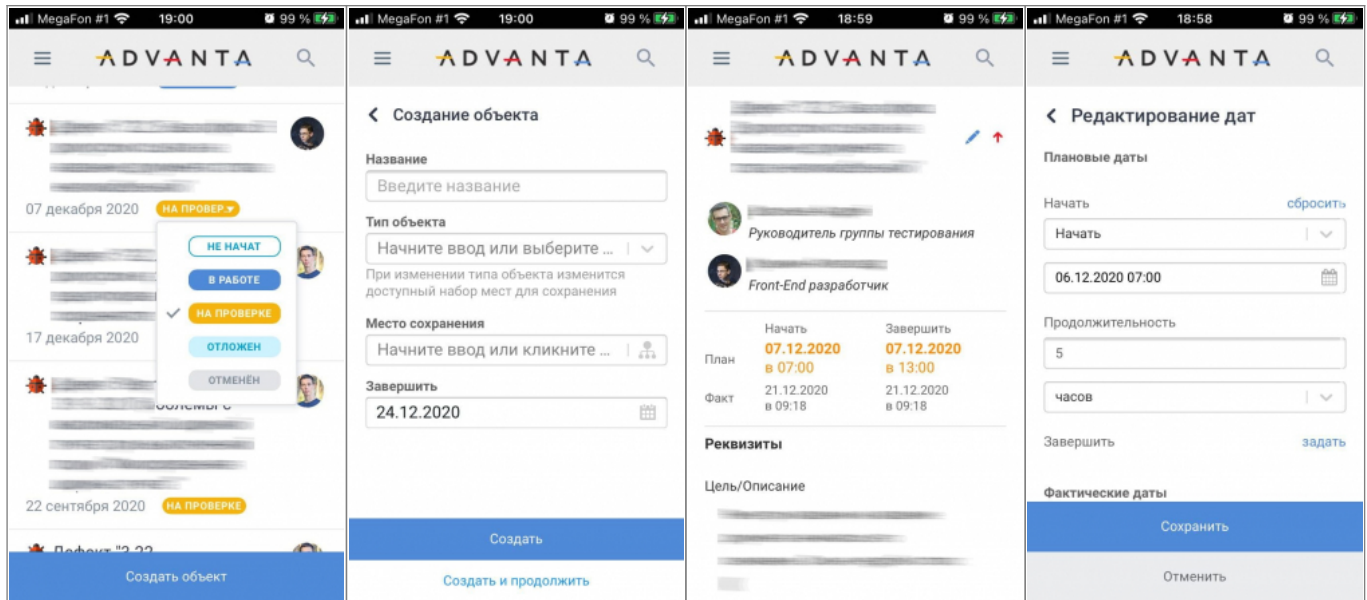 MegaFon #1 19:00 99 %
ADVANTA
07 декабря 2020 НА ПРОВЕР.
НЕ НАЧАТ
В РАБОТЕ
НА ПРОВЕРКЕ
ОТЛОЖЕН
ОТМЕНЁН
17 декабря 2020
22 сентября 2020 НА ПРОВЕРКЕ
Создать объект
MegaFon #1 19:00 99 %
ADVANTA
Создание объекта
Название
Введите название
Тип объекта
Начните ввод или выберите ...
При изменении типа объекта изменится
доступный набор мест для сохранения
Место сохранения
Начните ввод или кликните ...
Завершить
24.12.2020
Создать
Создать и продолжить
MegaFon #1 18:59 99 %
ADVANTA
Руководитель группы тестирования
Front-End разработчик
Начать Завершить
План 07.12.2020 07.12.2020
в 07:00 в 13:00
Факт 21.12.2020 21.12.2020
в 09:18 в 09:18
Реквизиты
Цель/Описание
MegaFon #1 18:58 99 %
ADVANTA
Редактирование дат
Плановые даты
Начать сбросить
Начать
06.12.2020 07:00
Продолжительность
5
часов
Завершить задать
Фактические даты
Сохранить
Отменить